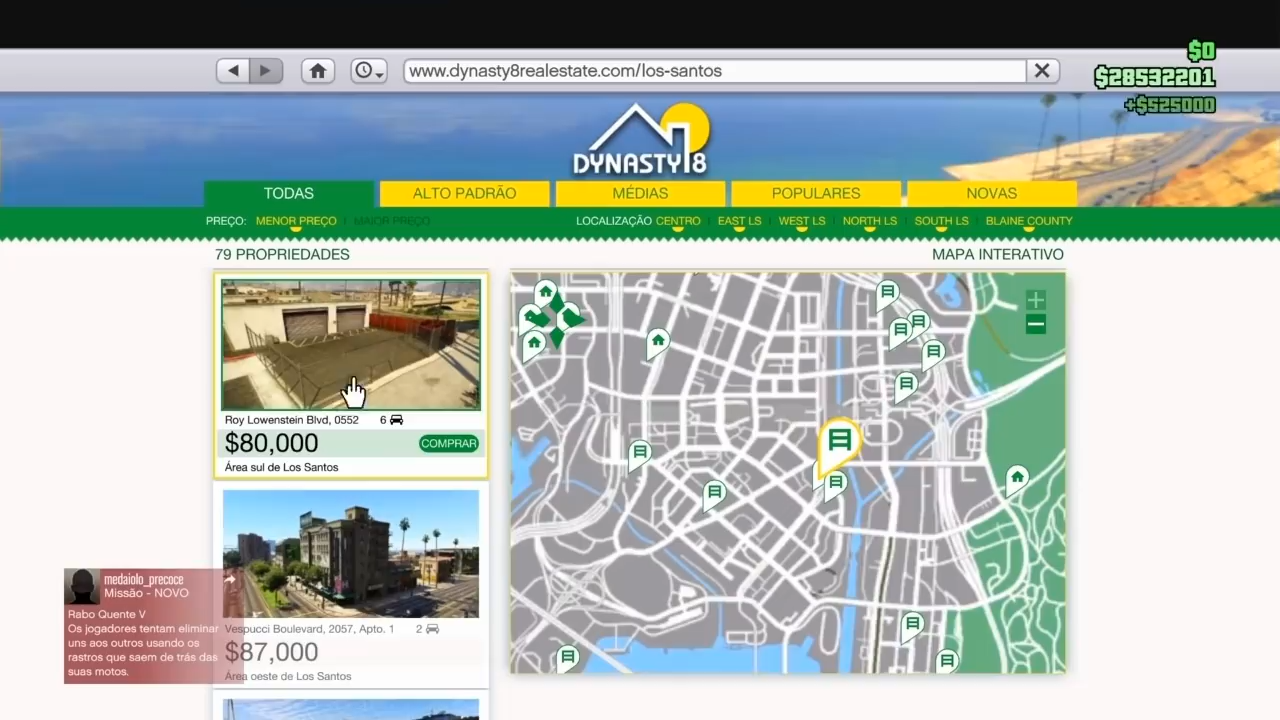 $0
www.dynasty8realestate.com/los-santos
$28532201
+$525000
DYNASTY 8
TODAS
ALTO PADRÃO
MÉDIAS
POPULARES
NOVAS
PREÇO: MENOR PREÇO | MAIOR PREÇO
LOCALIZAÇÃO CENTRO | EAST LS | WEST LS | NORTH LS | SOUTH LS | BLAINE COUNTY
79 PROPRIEDADES
MAPA INTERATIVO
Roy Lowenstein Blvd, 0552 6
$80,000
COMPRAR
Área sul de Los Santos
Vespucci Boulevard, 2057, Apto. 1 2
$87,000
Área oeste de Los Santos
medaiolo_precoce
Missão - NOVO
Rabo Quente V
Os jogadores tentam eliminar
uns aos outros usando os
rastros que saem de trás das
suas motos.